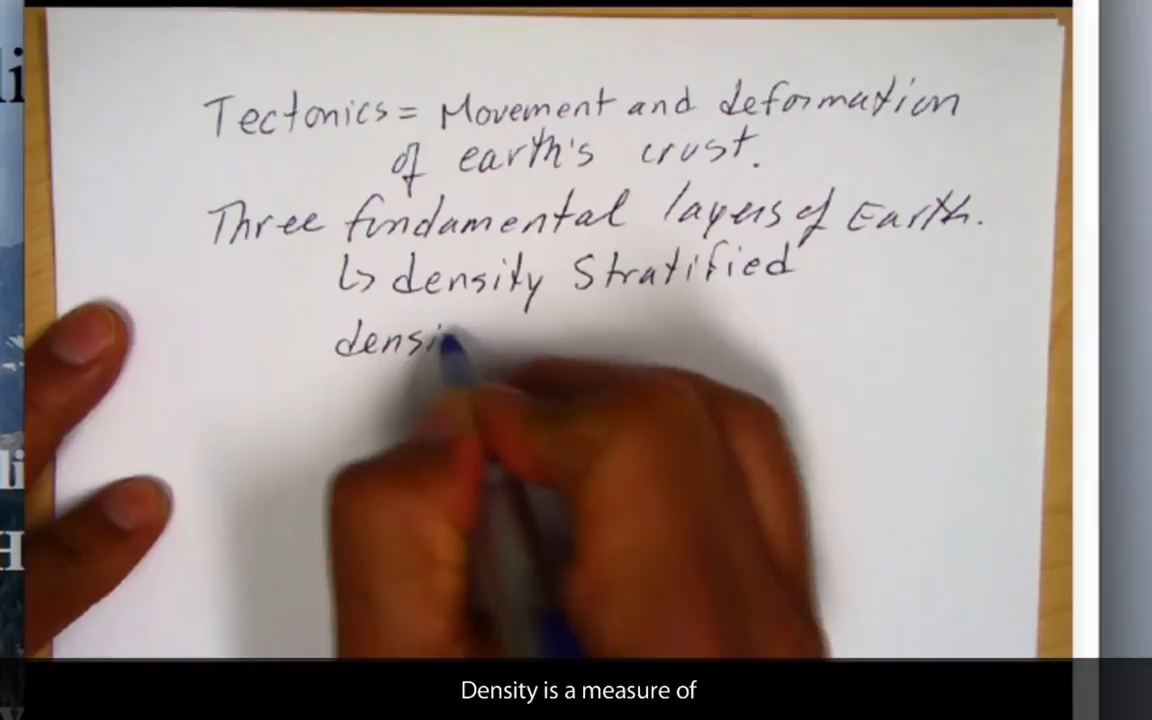 Tectonics = Movement and deformation
of earth's crust.
Three fundamental layers of Earth.
↳ density Stratified
densi
Density is a measure of